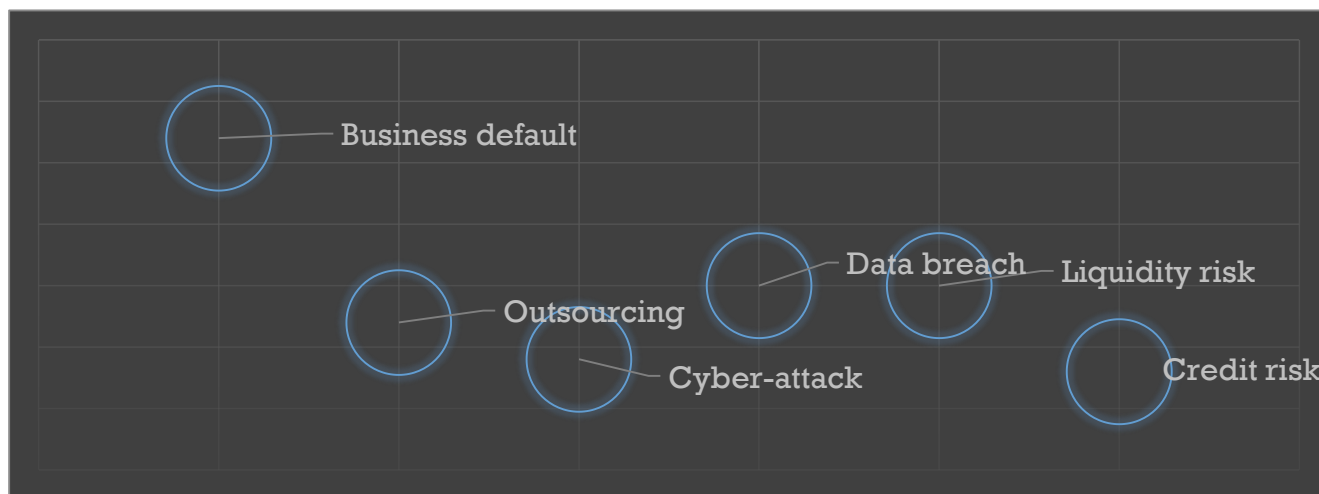 Business default
Outsourcing
Cyber-attack
Data breach
Liquidity risk
Credit risk